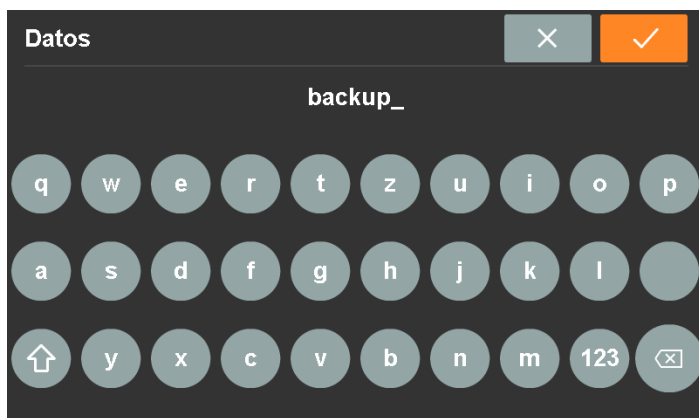 Datos
backup_
q w e r t z u i o p
a s d f g h j k l
y x c v b n m 123